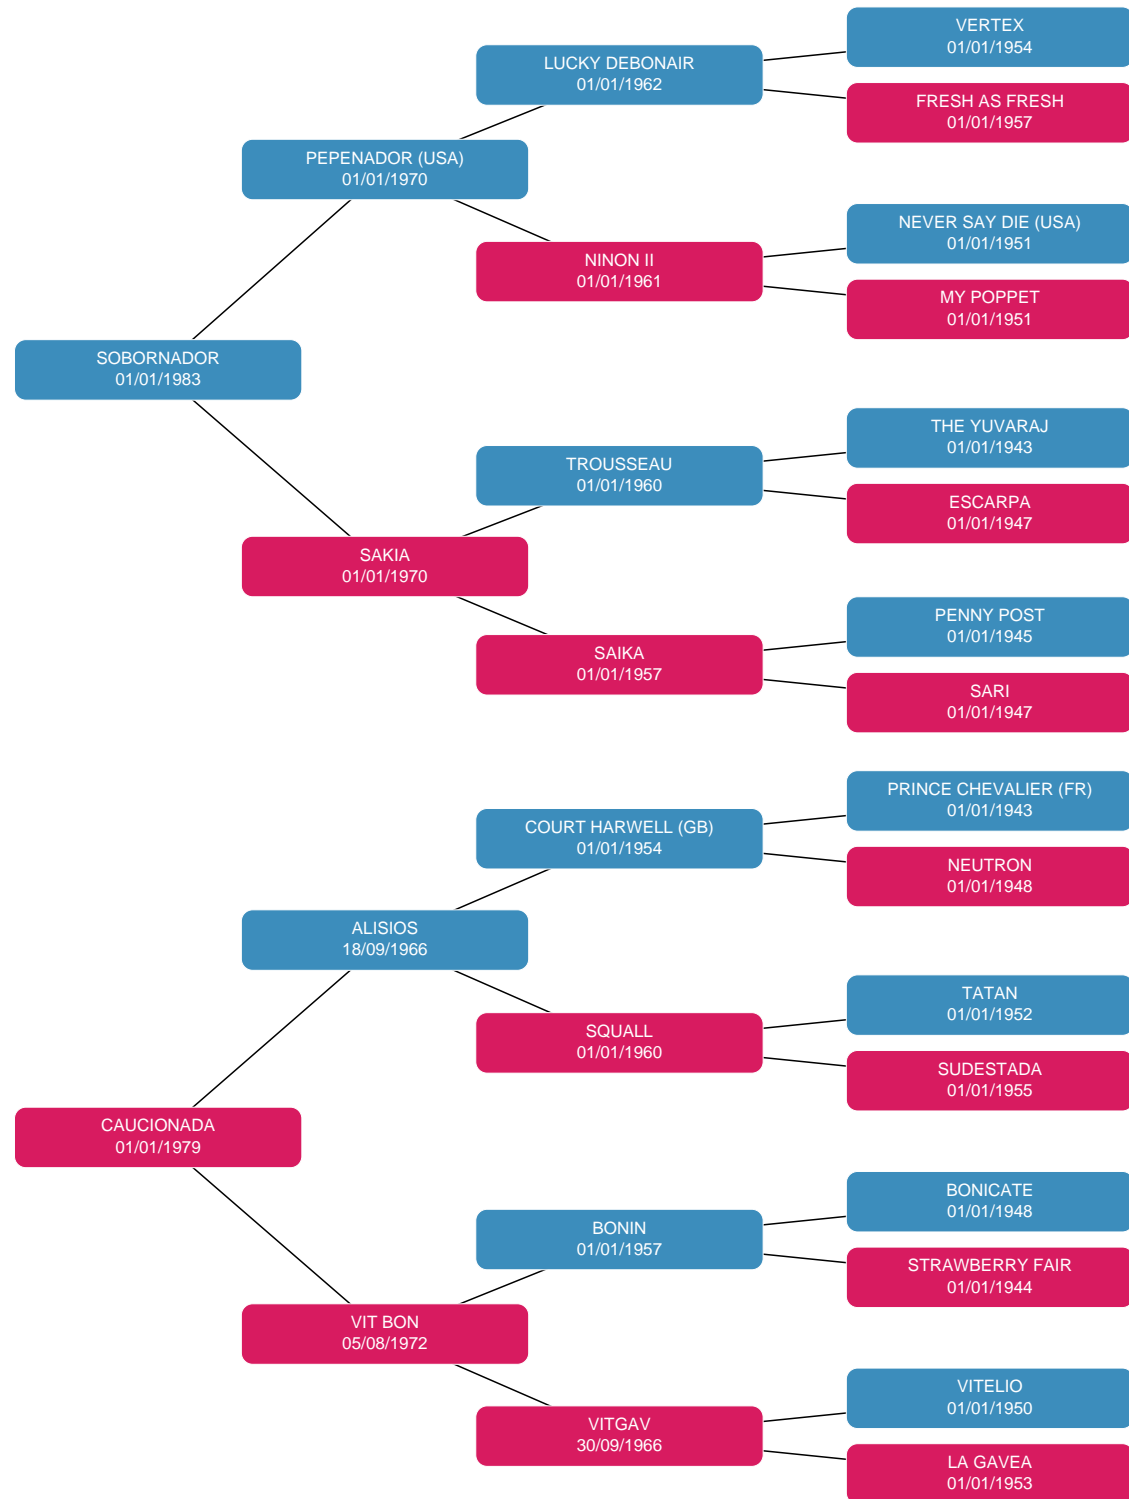 VERTEX
01/01/1954
LUCKY DEBONAIR
01/01/1962
FRESH AS FRESH
01/01/1957
PEPENADOR (USA)
01/01/1970
NEVER SAY DIE (USA)
01/01/1951
NINON II
01/01/1961
MY POPPET
01/01/1951
SOBORNADOR
01/01/1983
THE YUVARAJ
01/01/1943
TROUSSEAU
01/01/1960
ESCARPA
01/01/1947
SAKIA
01/01/1970
PENNY POST
01/01/1945
SAIKA
01/01/1957
SARI
01/01/1947
PRINCE CHEVALIER (FR)
01/01/1943
COURT HARWELL (GB)
01/01/1954
NEUTRON
01/01/1948
ALISIOS
18/09/1966
TATAN
01/01/1952
SQUALL
01/01/1960
SUDESTADA
01/01/1955
CAUCIONADA
01/01/1979
BONICATE
01/01/1948
BONIN
01/01/1957
STRAWBERRY FAIR
01/01/1944
VIT BON
05/08/1972
VITELIO
01/01/1950
VITGAV
30/09/1966
LA GAVEA
01/01/1953